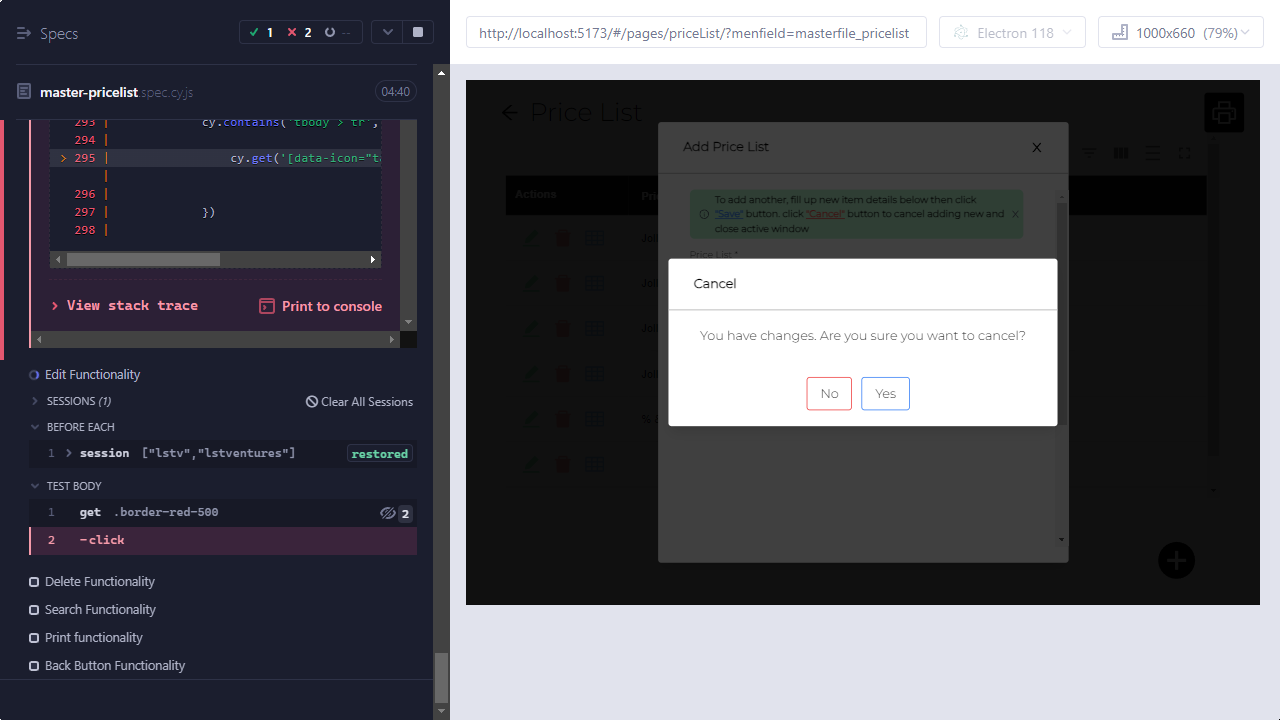 Specs
1
2
--
master-pricelist.spec.cy.js
04:40
293 | cy.contains('tbody > tr',
294 |
> 295 | cy.get('[data-icon="ta
|
296 |
297 | })
298 |
View stack trace
Print to console
Edit Functionality
SESSIONS (1)
Clear All Sessions
BEFORE EACH
1 session ["lstv","lstventures"] restored
TEST BODY
1 get .border-red-500 2
2 -click
Delete Functionality
Search Functionality
Print functionality
Back Button Functionality
http://localhost:5173/#/pages/priceList/?menfield=masterfile_pricelist
Electron 118
1000x660 (79%)
Price List
Add Price List
Actions
To add another, fill up new item details below then click
"Save" button, click "Cancel" button to cancel adding new and
close active window
Price List *
Cancel
You have changes. Are you sure you want to cancel?
No
Yes